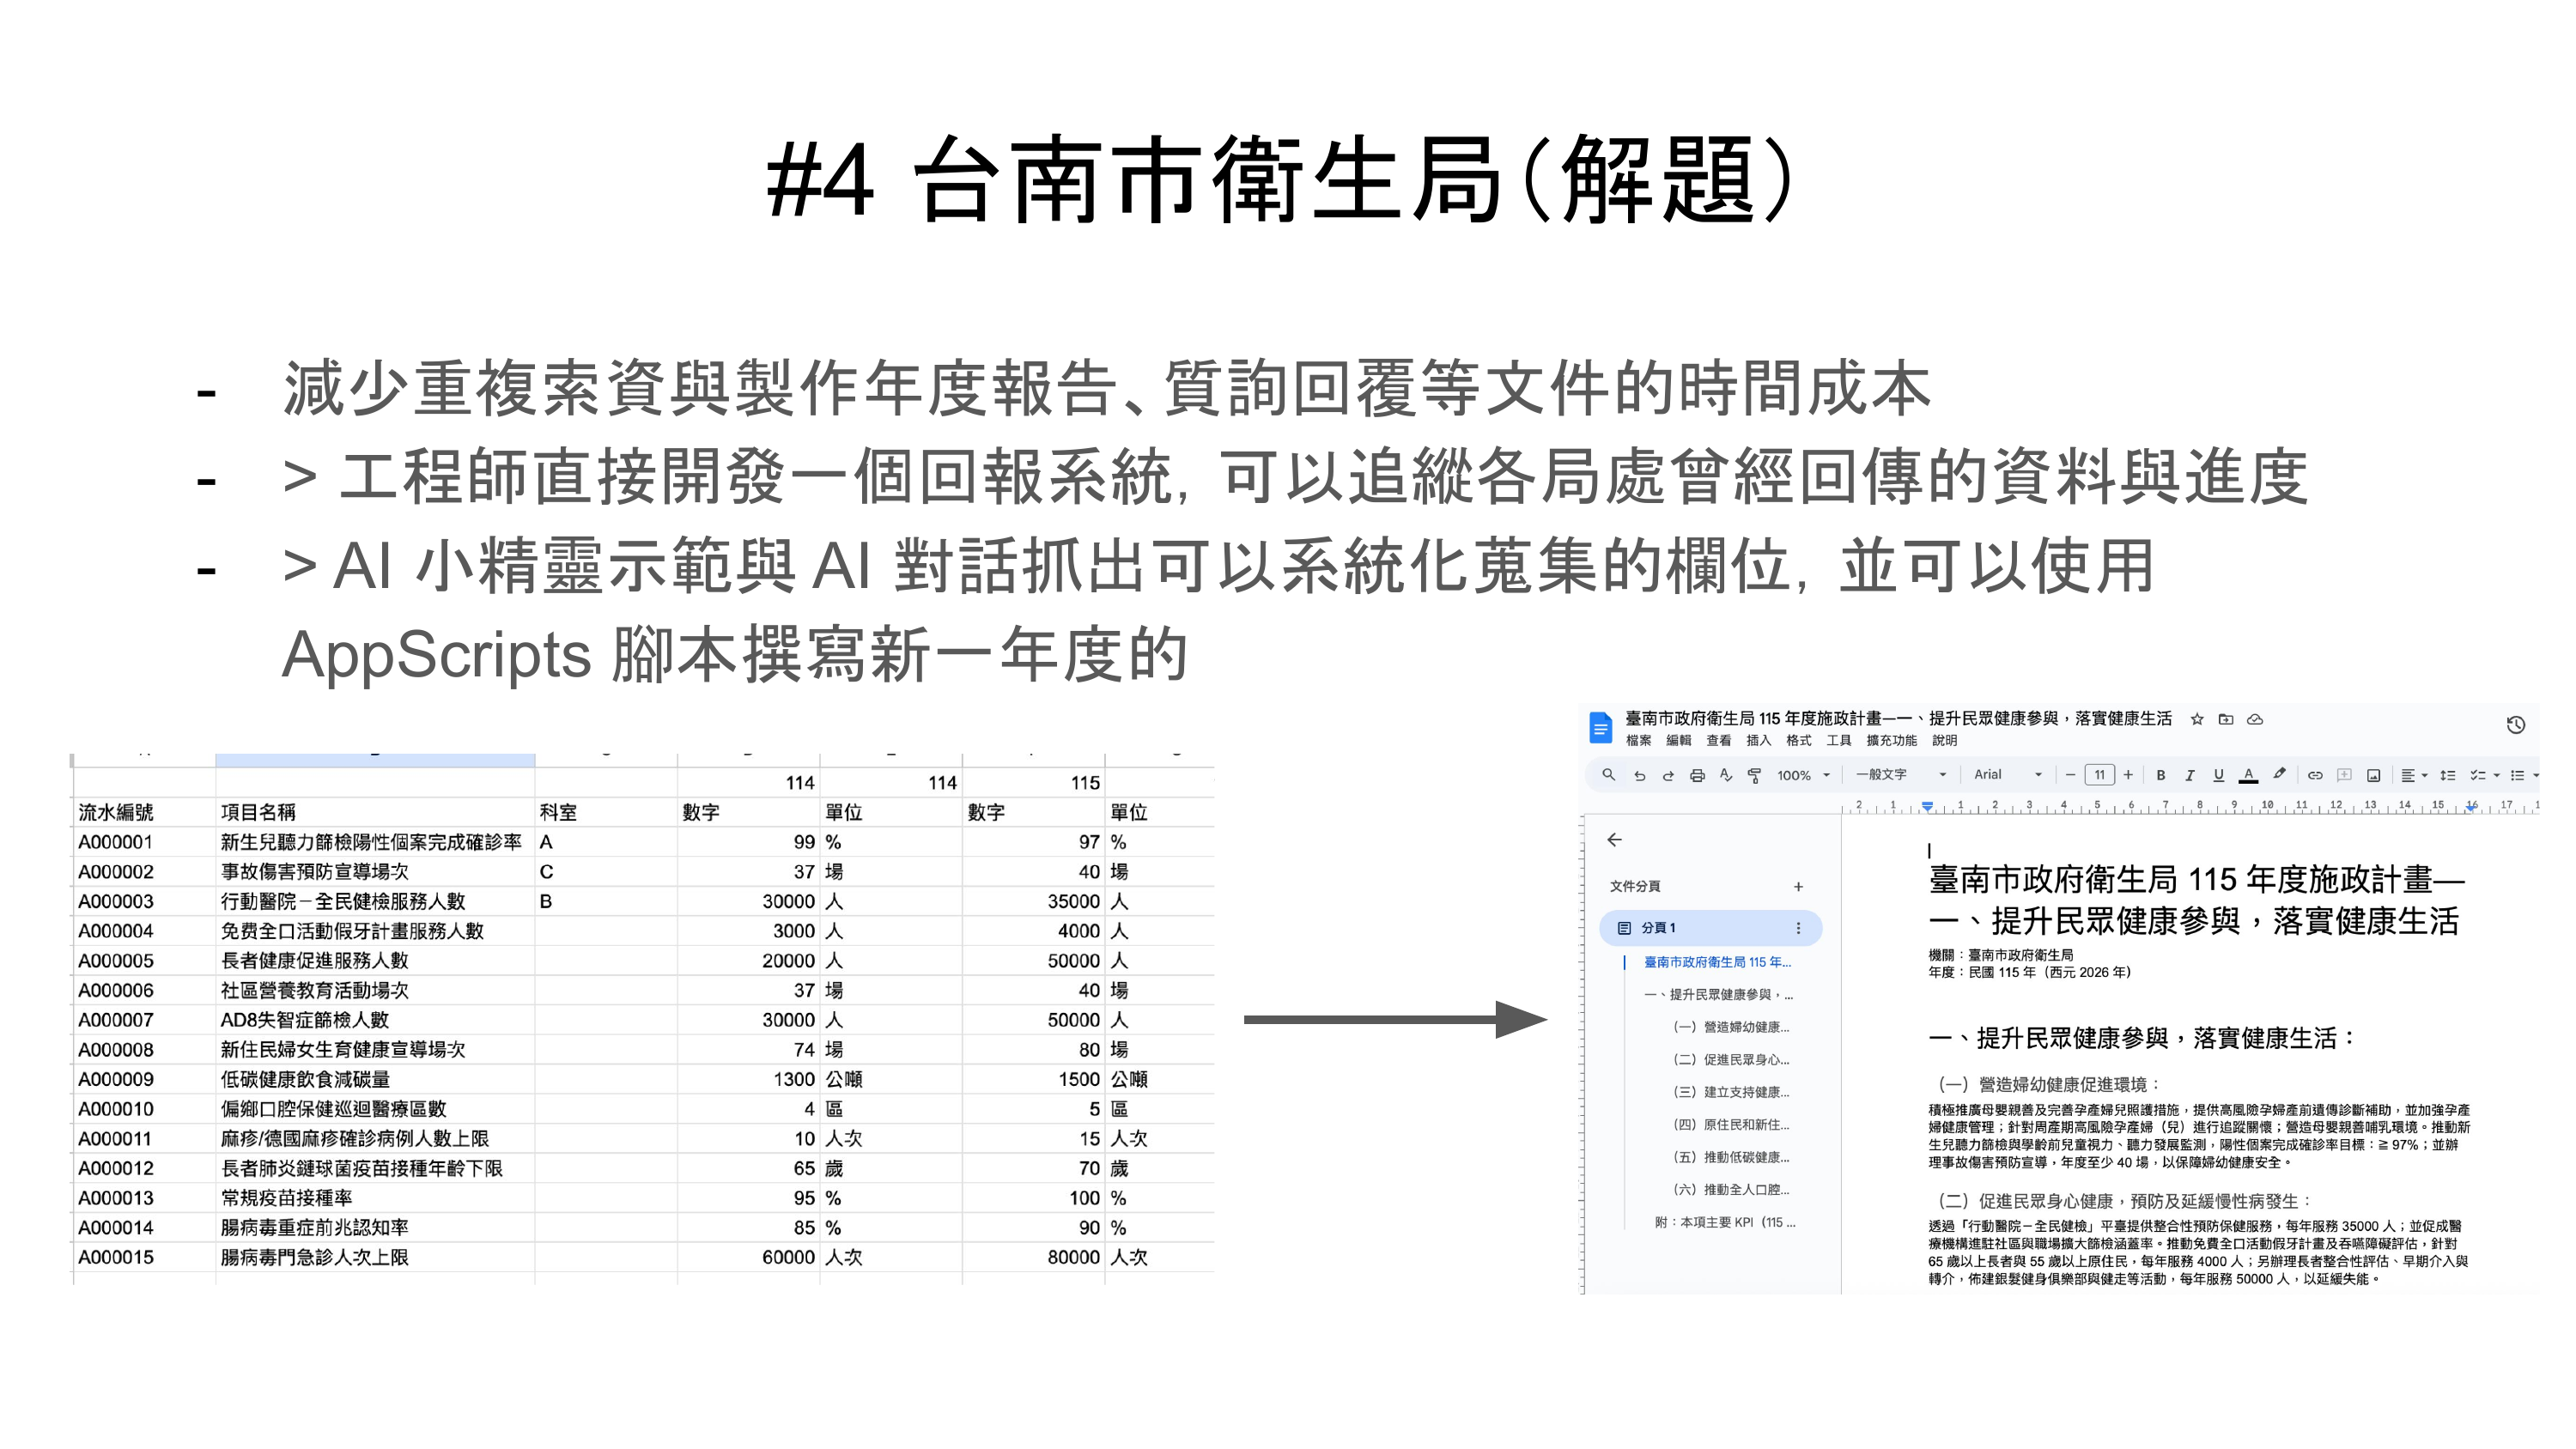 #4 台南市衛生局（解題）
- 減少重複索資與製作年度報告、質詢回覆等文件的時間成本
- > 工程師直接開發一個回報系統, 可以追縱各局處曾經回傳的資料與進度
- > AI 小精靈示範與 AI 對話抓出可以系統化蒐集的欄位, 並可以使用
AppScripts 腳本撰寫新一年度的
114 114 115
流水編號 項目名稱 科室 數字 單位 數字 單位
A000001 新生兒聽力篩檢陽性個案完成確診率 A 99 % 97 %
A000002 事故傷害預防宣導場次 C 37 場 40 場
A000003 行動醫院－全民健檢服務人數 B 30000 人 35000 人
A000004 免費全口活動假牙計畫服務人數 3000 人 4000 人
A000005 長者健康促進服務人數 20000 人 50000 人
A000006 社區營養教育活動場次 37 場 40 場
A000007 AD8失智症篩檢人數 30000 人 50000 人
A000008 新住民婦女生育健康宣導場次 74 場 80 場
A000009 低碳健康飲食減碳量 1300 公噸 1500 公噸
A000010 偏鄉口腔保健巡迴醫療區數 4 區 5 區
A000011 麻疹/德國麻疹確診病例人數上限 10 人次 15 人次
A000012 長者肺炎鏈球菌疫苗接種年齡下限 65 歲 70 歲
A000013 常規疫苗接種率 95 % 100 %
A000014 腸病毒重症前兆認知率 85 % 90 %
A000015 腸病毒門急診人次上限 60000 人次 80000 人次
臺南市政府衛生局 115 年度施政計畫—一、提升民眾健康參與，落實健康生活
檔案 編輯 查看 插入 格式 工具 擴充功能 說明
100% 一般文字 Arial − 11 + B I U A
2 1 1 2 3 4 5 6 7 8 9 10 11 12 13 14 15 16 17 1
文件分頁 +
分頁 1
臺南市政府衛生局 115 年...
一、提升民眾健康參與，...
（一）營造婦幼健康...
（二）促進民眾身心...
（三）建立支持健康...
（四）原住民和新住...
（五）推動低碳健康...
（六）推動全人口腔...
附：本項主要 KPI（115 ...
臺南市政府衛生局 115 年度施政計畫—
一、提升民眾健康參與，落實健康生活
機關：臺南市政府衛生局
年度：民國 115 年（西元 2026 年）
一、提升民眾健康參與，落實健康生活：
（一）營造婦幼健康促進環境：
積極推廣母嬰親善及完善孕產婦兒照護措施，提供高風險孕婦產前遺傳診斷補助，並加強孕產
婦健康管理；針對周產期高風險孕產婦（兒）進行追蹤關懷；營造母嬰親善哺乳環境。推動新
生兒聽力篩檢與學齡前兒童視力、聽力發展監測，陽性個案完成確診率目標：≧ 97%；並辦
理事故傷害預防宣導，年度至少 40 場，以保障婦幼健康安全。
（二）促進民眾身心健康，預防及延緩慢性病發生：
透過「行動醫院－全民健檢」平臺提供整合性預防保健服務，每年服務 35000 人；並促成醫
療機構進駐社區與職場擴大篩檢涵蓋率。推動免費全口活動假牙計畫及吞嚥障礙評估，針對
65 歲以上長者與 55 歲以上原住民，每年服務 4000 人；另辦理長者整合性評估、早期介入與
轉介，佈建銀髮健身俱樂部與健走等活動，每年服務 50000 人，以延緩失能。